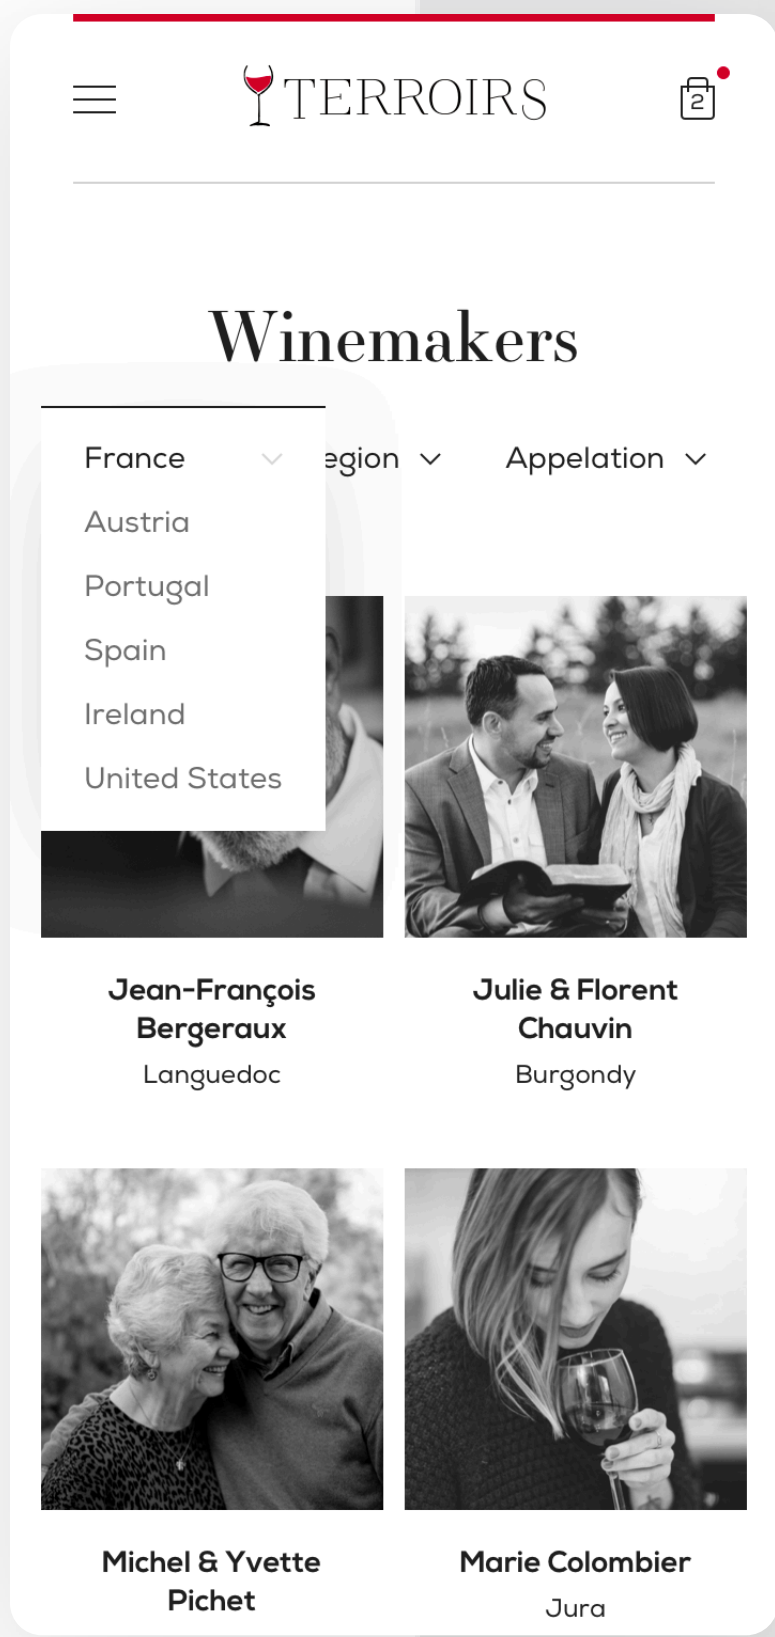 TERROIRS
2
Winemakers
France
egion
Appelation
Austria
Portugal
Spain
Ireland
United States
Jean-François
Bergeraux
Languedoc
Julie & Florent
Chauvin
Burgondy
Michel & Yvette
Pichet
Marie Colombier
Jura